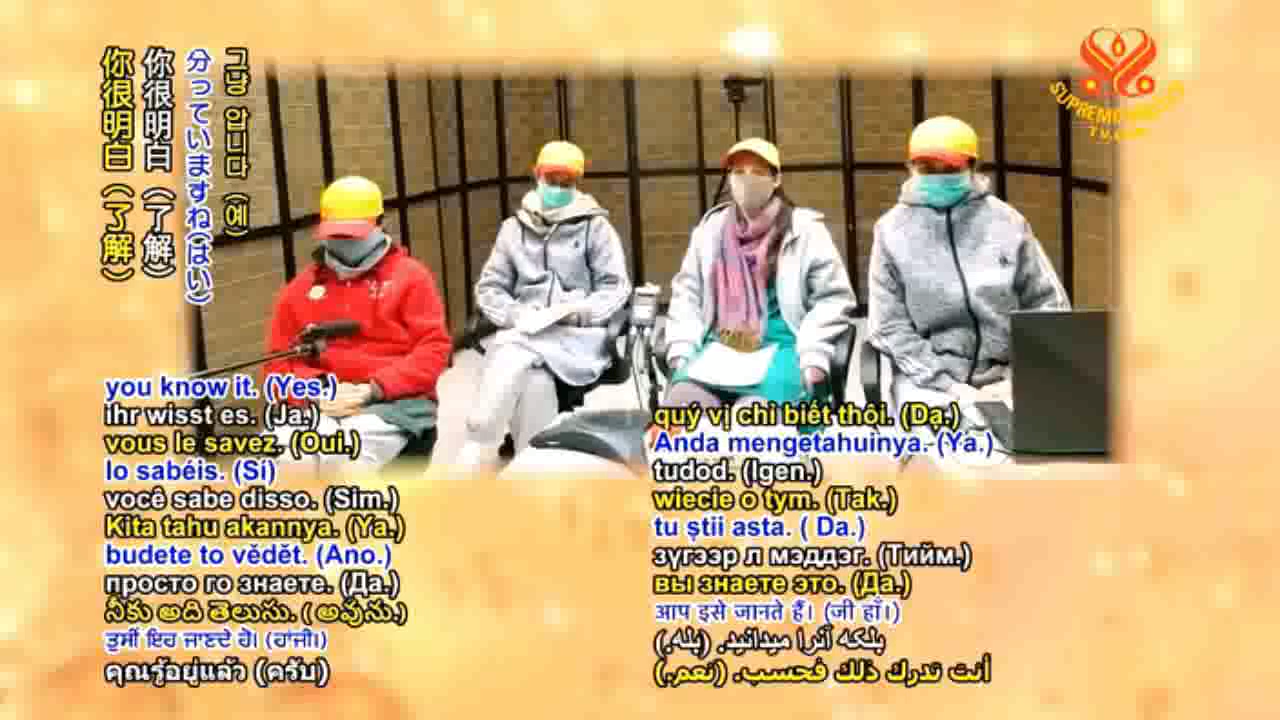 你很明白（了解）
你很明白（了解）
分っていますね(はい)
그냥 압니다 (예)
SUPREME MASTER
TV.COM
you know it. (Yes.)
ihr wisst es. (Ja.)
vous le savez. (Oui.)
lo sabéis. (Sí)
você sabe disso. (Sim.)
Kita tahu akannya. (Ya.)
budete to vědět. (Ano.)
просто го знаете. (Да.)
నీకు అది తెలుసు. ( అవును.)
ਤੁਸੀਂ ਇਹ ਜਾਣਦੇ ਹੋ। (ਹਾਂਜੀ।)
คุณรู้อยู่แล้ว (ครับ)
quý vị chỉ biết thôi. (Dạ.)
Anda mengetahuinya. (Ya.)
tudod. (Igen.)
wiecie o tym. (Tak.)
tu știi asta. ( Da.)
зүгээр л мэддэг. (Тийм.)
вы знаете это. (Да.)
आप इसे जानते हैं। (जी हाँ।)
بلکه آنرا میدانید. (بله.)
أنت تدرك ذلك فحسب. (نعم.)